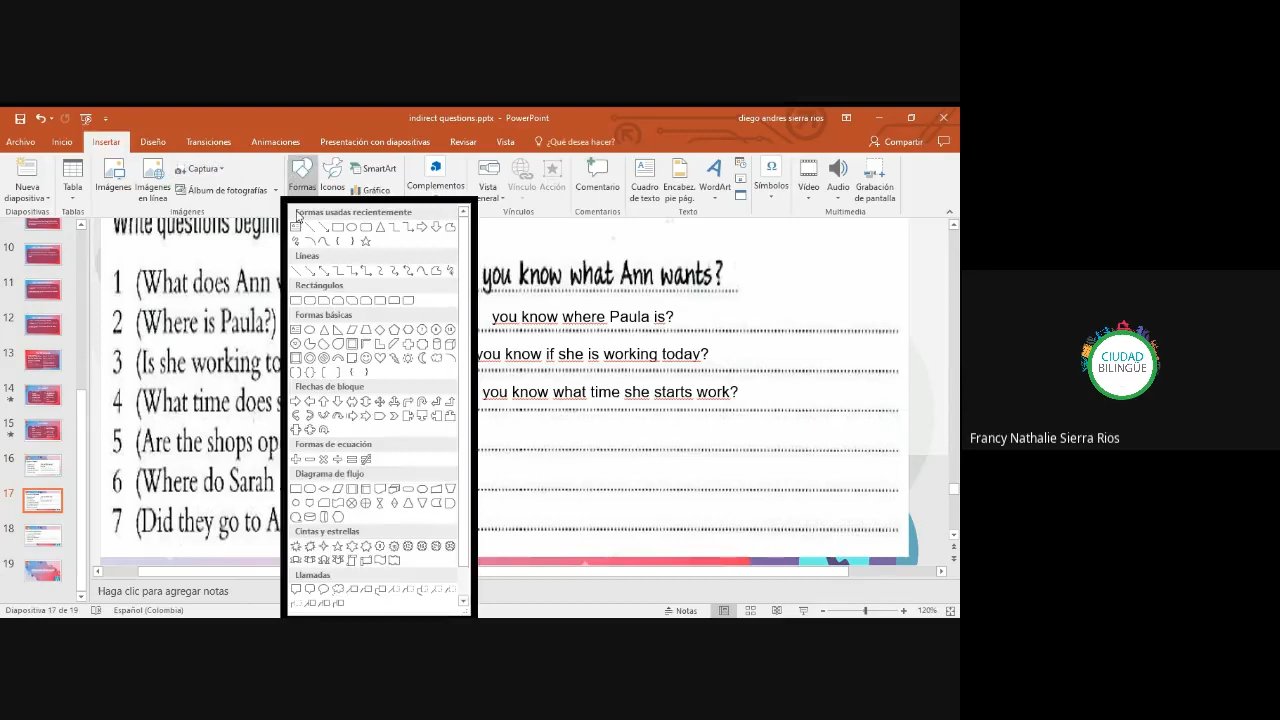 indirect questions.pptx - PowerPoint
diego andres sierra rios
Archivo Inicio Insertar Diseño Transiciones Animaciones Presentación con diapositivas Revisar Vista ¿Qué desea hacer? Compartir
Nueva diapositiva
Tabla
Imágenes
Imágenes en línea
Captura
Álbum de fotografías
Formas
Iconos
SmartArt
Gráfico
Complementos
Vista
Vínculo
Acción
Comentario
Cuadro de texto
Encabez. pie pág.
WordArt
Símbolos
Video
Audio
Grabación de pantalla
Diapositivas Tablas Imágenes Vínculos Comentarios Texto Multimedia
Formas usadas recientemente
Líneas
Rectángulos
Formas básicas
Flechas de bloque
Formas de ecuación
Diagrama de flujo
Cintas y estrellas
Llamadas
10
11
12
13
14
15
16
17
18
19
Write questions
1 (What does Ann
you know what Ann wants?
2 (Where is Paula?)
you know where Paula is?
3 (Is she working
you know if she is working today?
4 (What time does
you know what time she starts work?
5 (Are the shops
6 (Where do Sarah
7 (Did they go to
Haga clic para agregar notas
Diapositiva 17 de 19 Español (Colombia) Notas 120%
CIUDAD
BILINGÜE
Francy Nathalie Sierra Rios